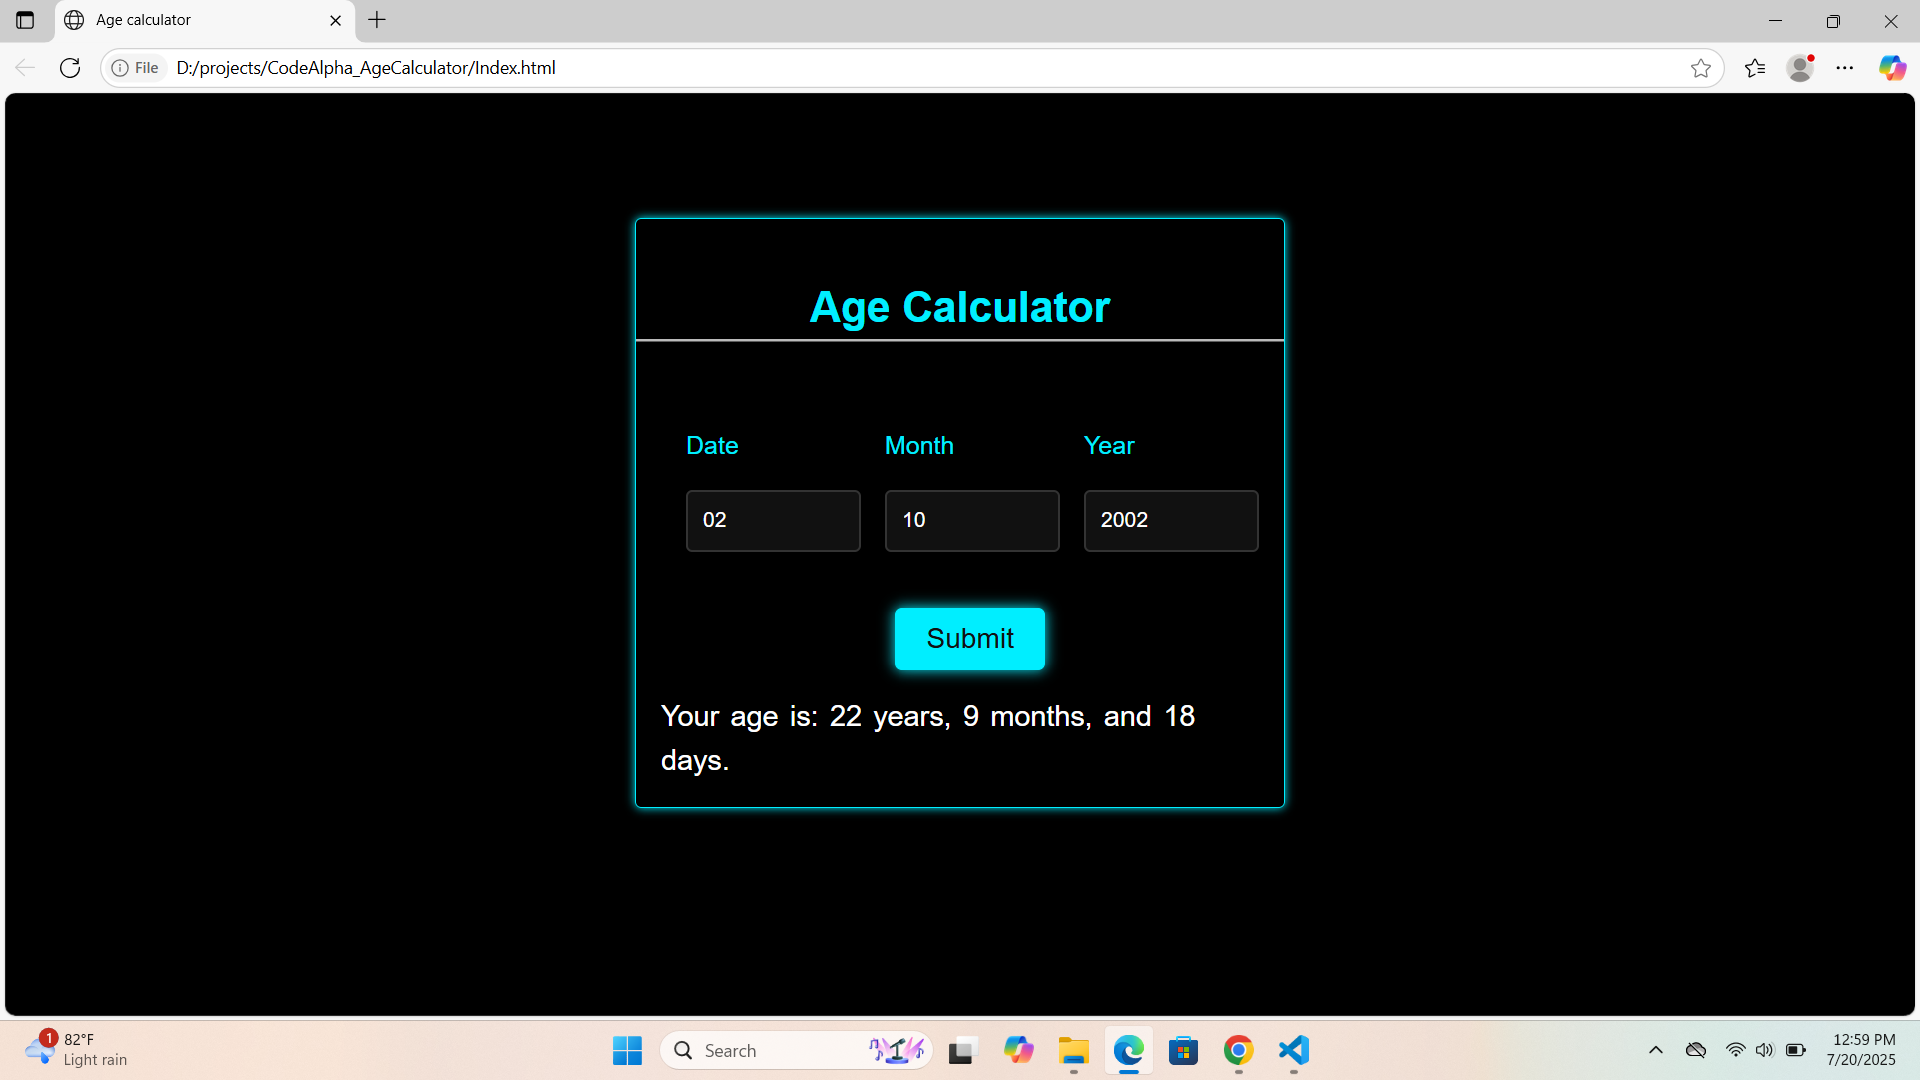 Age calculator
File
D:/projects/CodeAlpha_AgeCalculator/Index.html
Age Calculator
Date Month Year
02 10 2002
Submit
Your age is: 22 years, 9 months, and 18
days.
1
82°F
Light rain
Search
12:59 PM
7/20/2025